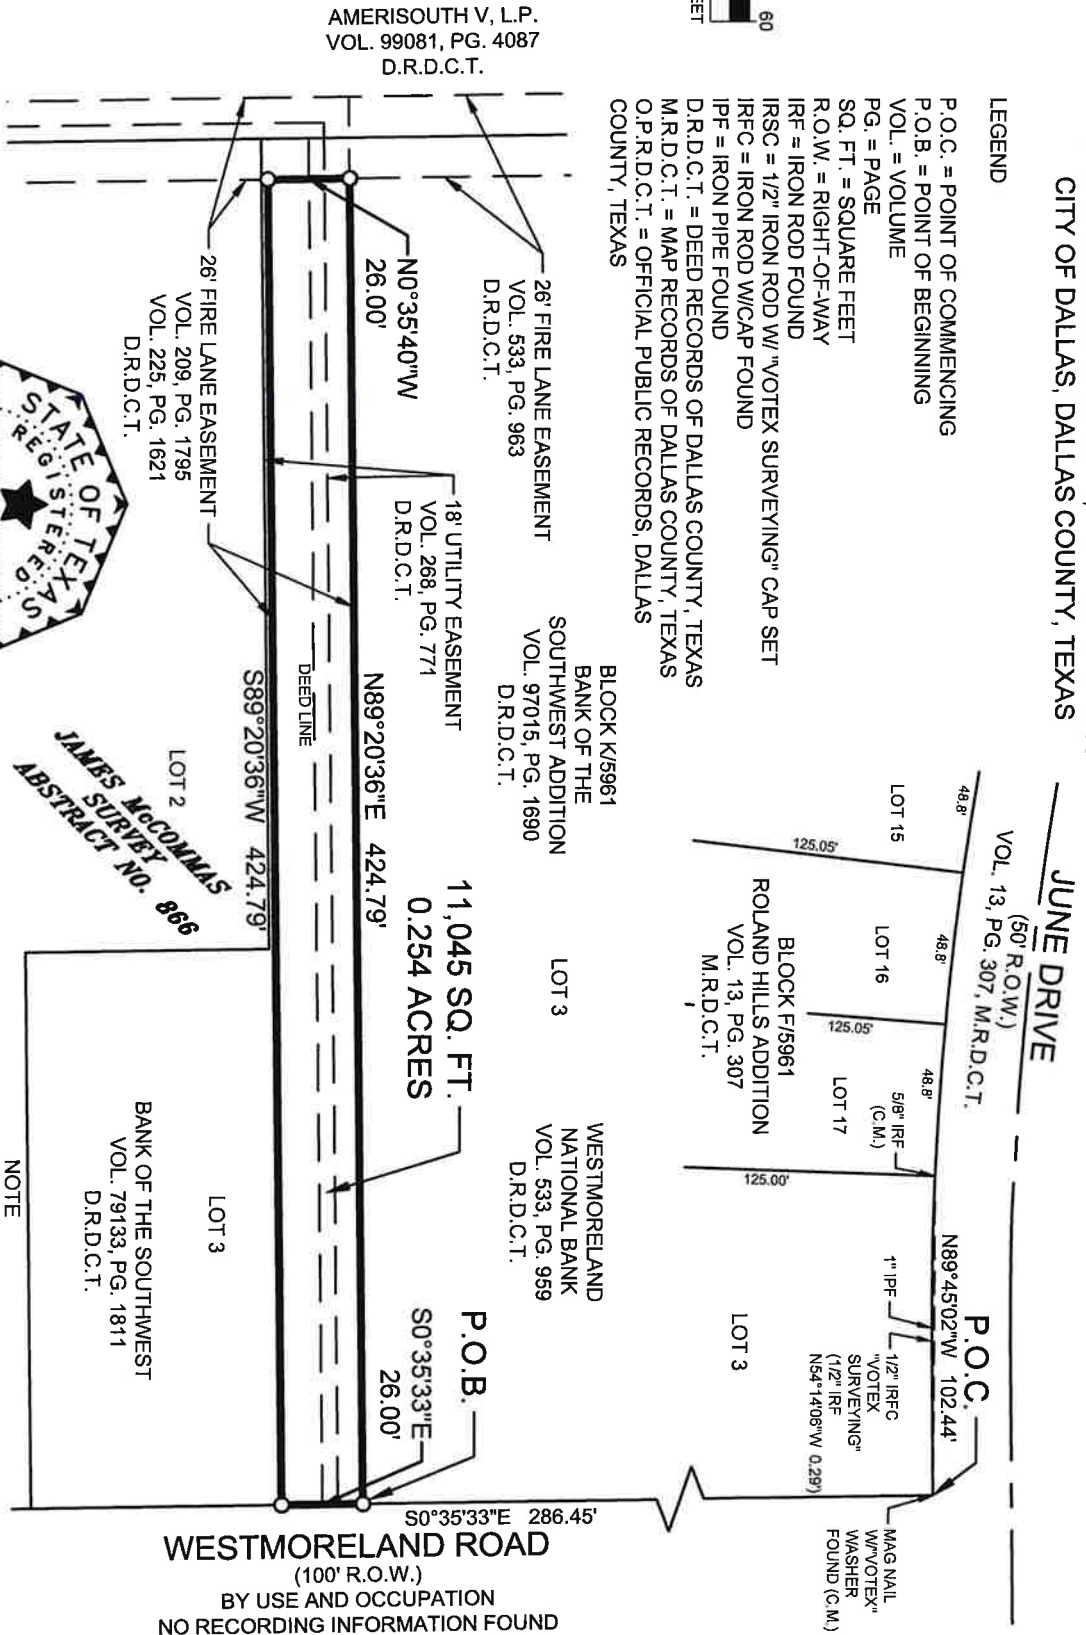 CITY OF DALLAS, DALLAS COUNTY, TEXAS
60
EET
LEGEND
P.O.C. = POINT OF COMMENCING
P.O.B. = POINT OF BEGINNING
VOL. = VOLUME
PG. = PAGE
SQ. FT. = SQUARE FEET
R.O.W. = RIGHT-OF-WAY
IRF = IRON ROD FOUND
IRSC = 1/2" IRON ROD W/ "VOTEX SURVEYING" CAP SET
IRFC = IRON ROD W/CAP FOUND
IPF = IRON PIPE FOUND
D.R.D.C.T. = DEED RECORDS OF DALLAS COUNTY, TEXAS
M.R.D.C.T. = MAP RECORDS OF DALLAS COUNTY, TEXAS
O.P.R.D.C.T. = OFFICIAL PUBLIC RECORDS, DALLAS
COUNTY, TEXAS
JUNE DRIVE
(50' R.O.W.)
VOL. 13, PG. 307, M.R.D.C.T.
48.8'
48.8'
48.8'
LOT 15
LOT 16
LOT 17
125.05'
125.05'
125.00'
5/8" IRF
(C.M.)
BLOCK F/5961
ROLAND HILLS ADDITION
VOL. 13, PG. 307
M.R.D.C.T.
P.O.C.
N89°45'02"W 102.44'
1" IPF
1/2" IRFC
"VOTEX
SURVEYING"
(1/2" IRF
N54°14'06"W 0.29')
MAG NAIL
W/"VOTEX"
WASHER
FOUND (C.M.)
LOT 3
AMERISOUTH V, L.P.
VOL. 99081, PG. 4087
D.R.D.C.T.
26' FIRE LANE EASEMENT
VOL. 533, PG. 963
D.R.D.C.T.
BLOCK K/5961
BANK OF THE
SOUTHWEST ADDITION
VOL. 97015, PG. 1690
D.R.D.C.T.
LOT 3
WESTMORELAND
NATIONAL BANK
VOL. 533, PG. 959
D.R.D.C.T.
N0°35'40"W
26.00'
18' UTILITY EASEMENT
VOL. 268, PG. 771
D.R.D.C.T.
11,045 SQ. FT.
0.254 ACRES
P.O.B.
S0°35'33"E
26.00'
S0°35'33"E 286.45'
N89°20'36"E 424.79'
DEED LINE
S89°20'36"W 424.79'
26' FIRE LANE EASEMENT
VOL. 209, PG. 1795
VOL. 225, PG. 1621
D.R.D.C.T.
LOT 2
JAMES McCOMMAS
SURVEY
ABSTRACT NO. 866
LOT 3
BANK OF THE SOUTHWEST
VOL. 79133, PG. 1811
D.R.D.C.T.
WESTMORELAND ROAD
(100' R.O.W.)
BY USE AND OCCUPATION
NO RECORDING INFORMATION FOUND
STATE OF TEXAS
REGISTERED
NOTE